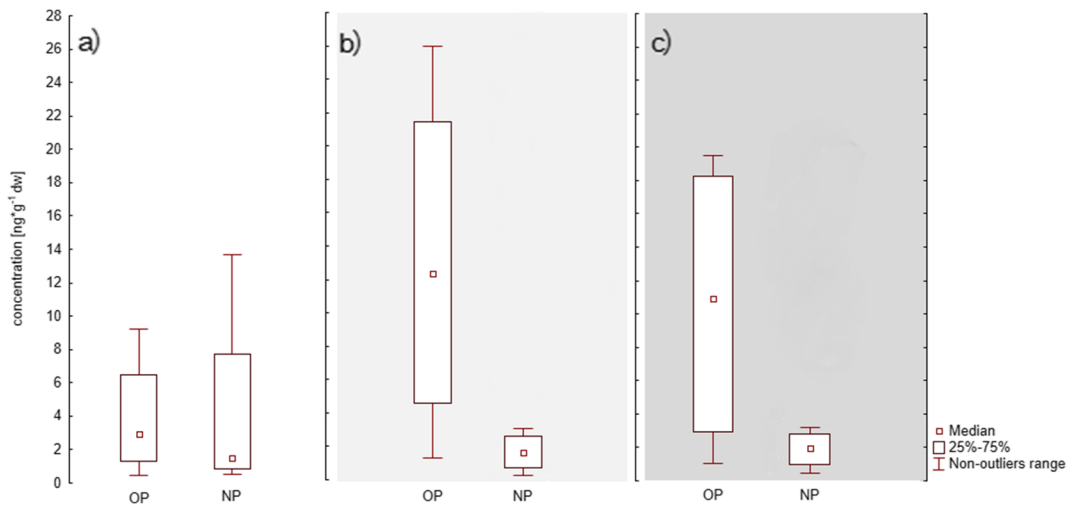 28
26
24
22
20
18
16
14
12
10
8
6
4
2
0
concentration [ng*g⁻¹ dw]
a)
b)
c)
OP NP
OP NP
OP NP
Median
25%-75%
Non-outliers range